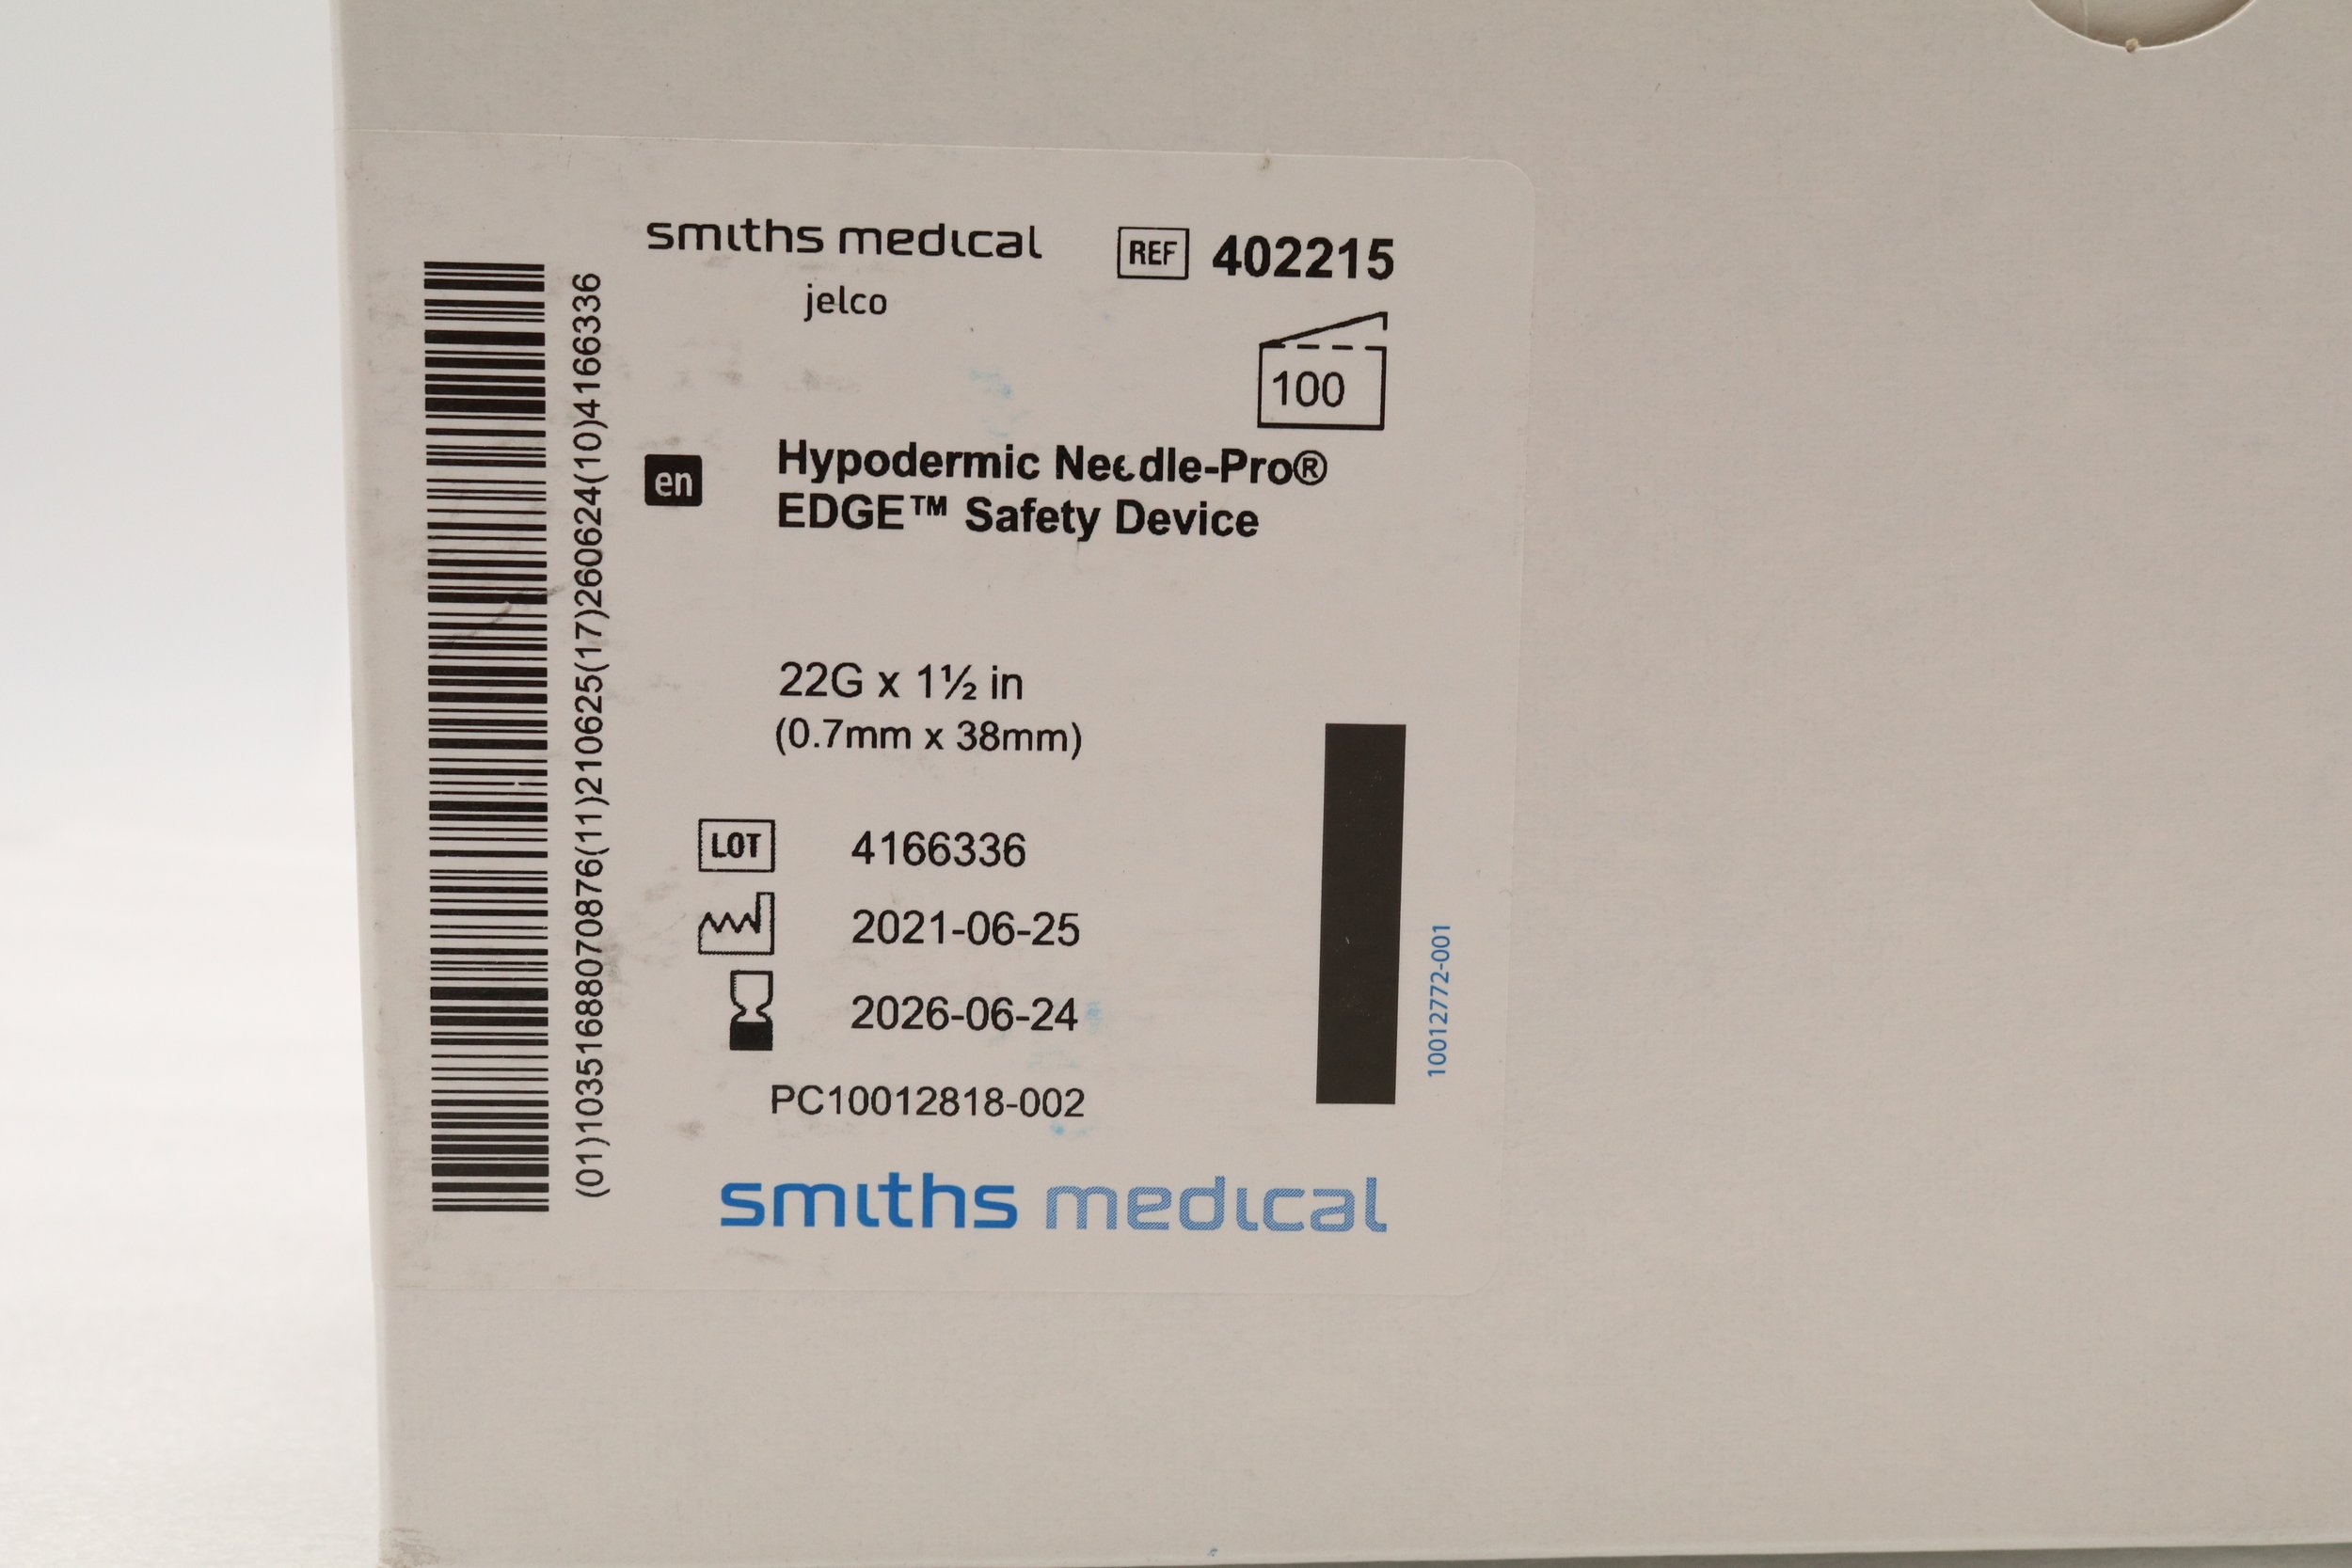 smiths medical
jelco
REF 402215
100
en
Hypodermic Needle-Pro®
EDGE™ Safety Device
22G x 1½ in
(0.7mm x 38mm)
LOT 4166336
2021-06-25
2026-06-24
PC10012818-002
smiths medical
10012772-001
(01)10351688070876(11)210625(17)260624(10)4166336